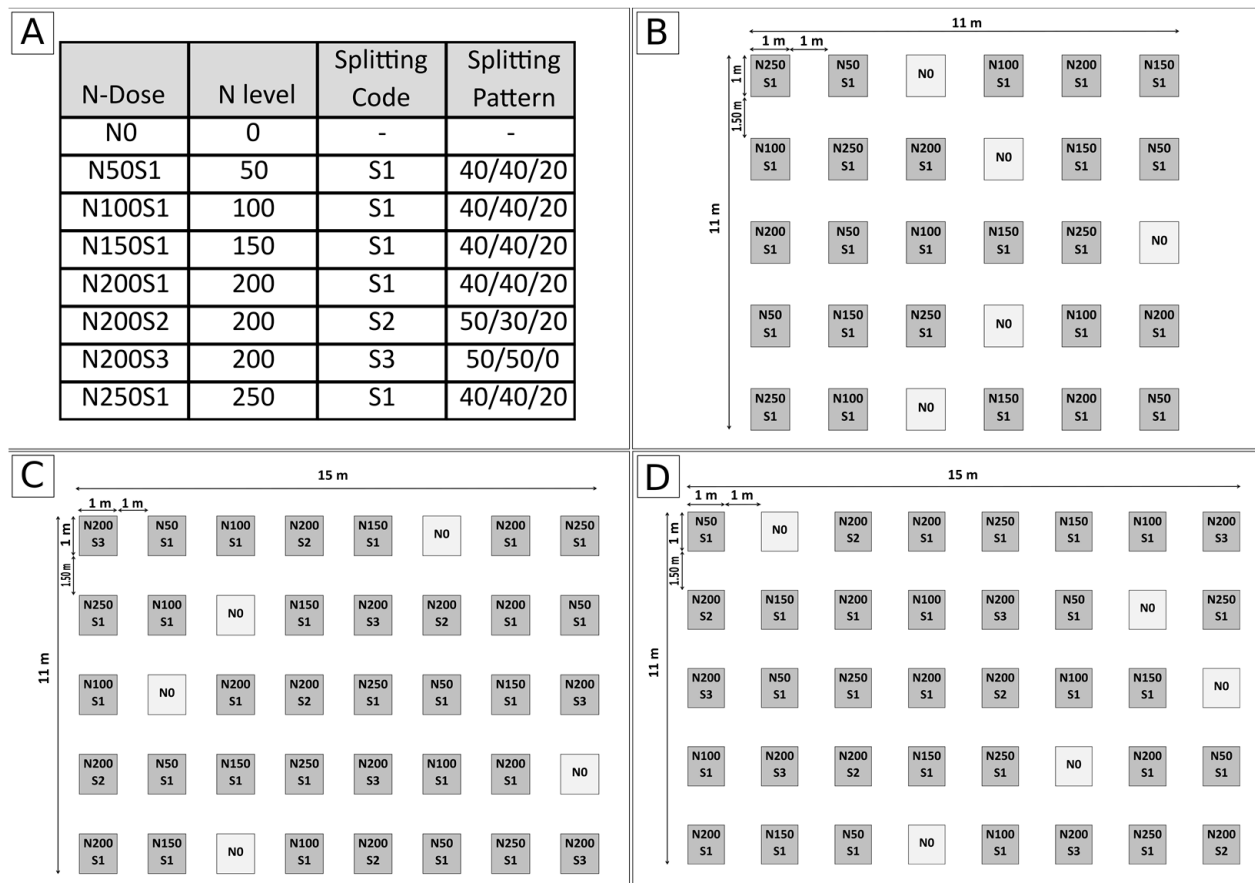 A
N-Dose N level Splitting Code Splitting Pattern
N0 0 - -
N50S1 50 S1 40/40/20
N100S1 100 S1 40/40/20
N150S1 150 S1 40/40/20
N200S1 200 S1 40/40/20
N200S2 200 S2 50/30/20
N200S3 200 S3 50/50/0
N250S1 250 S1 40/40/20
B
11 m
1 m 1 m
1 m
1.50 m
11 m
N250 N50 N0 N100 N200 N150
S1 S1 S1 S1 S1
N100 N250 N200 N0 N150 N50
S1 S1 S1 S1 S1
N200 N50 N100 N150 N250 N0
S1 S1 S1 S1 S1
N50 N150 N250 N0 N100 N200
S1 S1 S1 S1 S1
N250 N100 N0 N150 N200 N50
S1 S1 S1 S1 S1
C
15 m
1 m 1 m
1 m
1.50 m
11 m
N200 N50 N100 N200 N150 N0 N200 N250
S3 S1 S1 S2 S1 S1 S1
N250 N100 N0 N150 N200 N200 N200 N50
S1 S1 S1 S3 S2 S1 S1
N100 N0 N200 N200 N250 N50 N150 N200
S1 S1 S2 S1 S1 S1 S3
N200 N50 N150 N250 N200 N100 N200 N0
S2 S1 S1 S1 S3 S1 S1
N200 N150 N0 N100 N200 N50 N250 N200
S1 S1 S1 S2 S1 S1 S3
D
15 m
1 m 1 m
1 m
1.50 m
11 m
N50 N0 N200 N200 N250 N150 N100 N200
S1 S2 S1 S1 S1 S1 S3
N200 N150 N200 N100 N200 N50 N0 N250
S2 S1 S1 S1 S3 S1 S1
N200 N50 N250 N200 N200 N100 N150 N0
S3 S1 S1 S1 S2 S1 S1
N100 N200 N200 N150 N250 N0 N200 N50
S1 S3 S2 S1 S1 S1 S1
N200 N150 N50 N0 N100 N200 N250 N200
S1 S1 S1 S1 S3 S1 S2